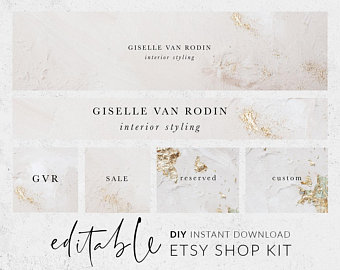 GISELLE VAN RODIN
interior styling
GISELLE VAN RODIN
interior styling
GVR
SALE
reserved
custom
editable
DIY INSTANT DOWNLOAD
ETSY SHOP KIT